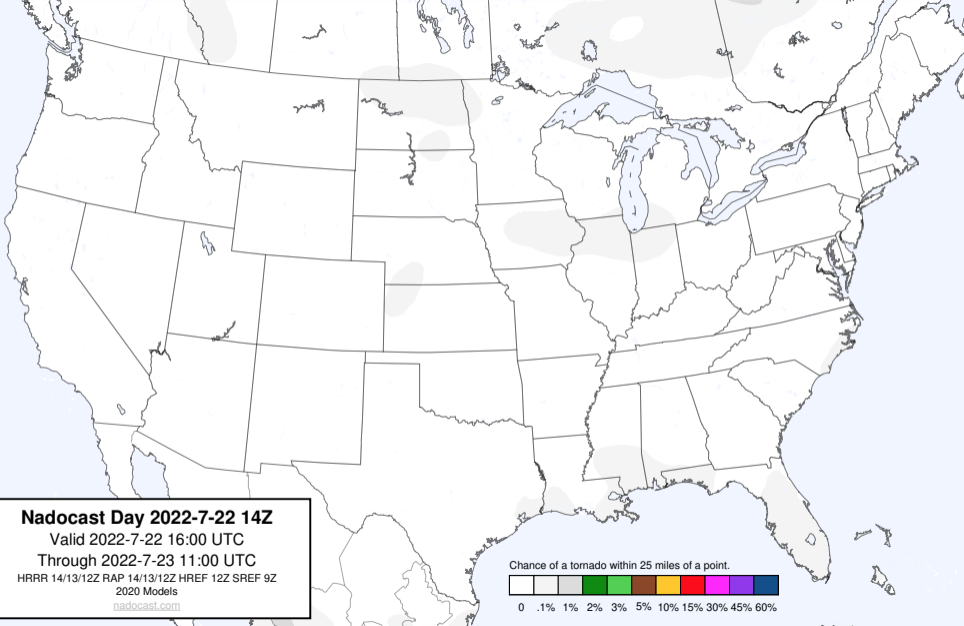 Nadocast Day 2022-7-22 14Z
Valid 2022-7-22 16:00 UTC
Through 2022-7-23 11:00 UTC
HRRR 14/13/12Z RAP 14/13/12Z HREF 12Z SREF 9Z
2020 Models
nadocast.com
Chance of a tornado within 25 miles of a point.
0 .1% 1% 2% 3% 5% 10% 15% 30% 45% 60%